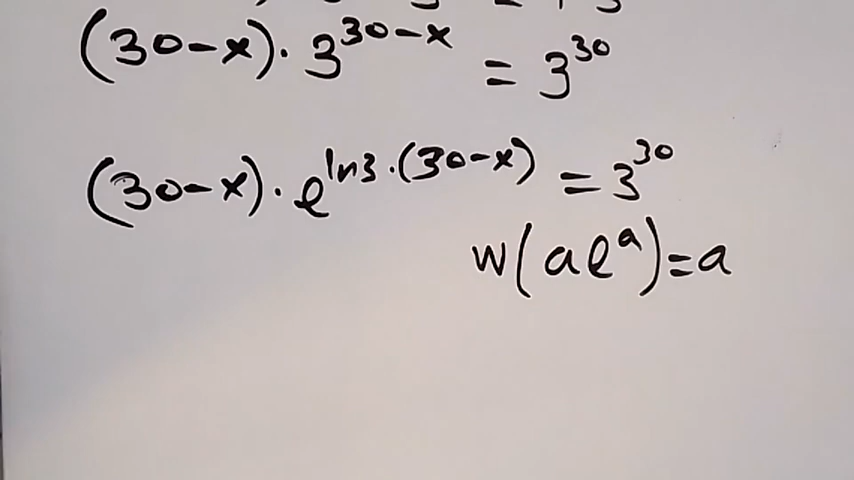 (30-x)·3^{30-x} = 3^{30}
(30-x)·e^{ln3·(30-x)} = 3^{30}
W(ae^{a})=a